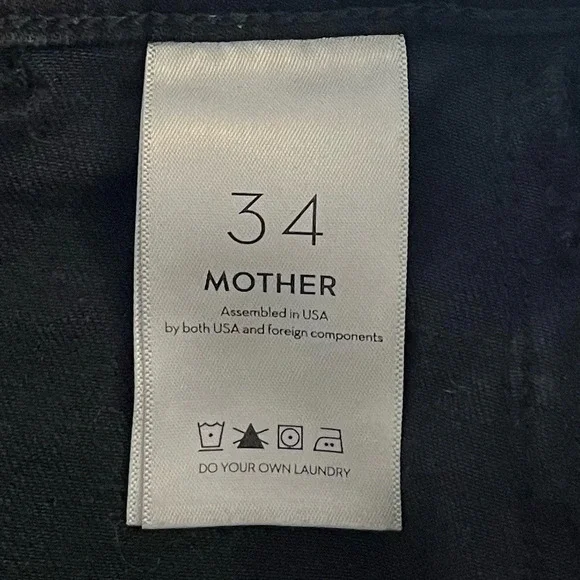 34
MOTHER
Assembled in USA
by both USA and foreign components
DO YOUR OWN LAUNDRY